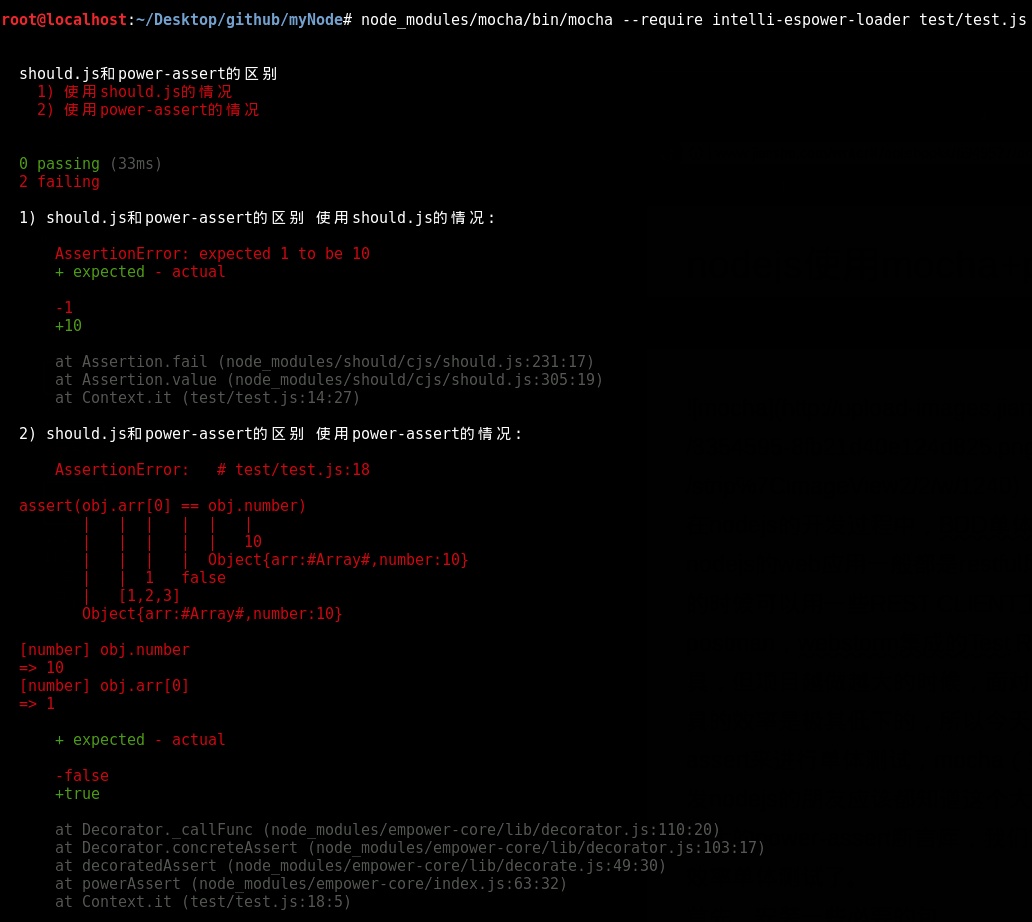 root@localhost:~/Desktop/github/myNode# node_modules/mocha/bin/mocha --require intelli-espower-loader test/test.js
should.js和power-assert的区别
1) 使用should.js的情况
2) 使用power-assert的情况
0 passing (33ms)
2 failing
1) should.js和power-assert的区别 使用should.js的情况:
AssertionError: expected 1 to be 10
+ expected - actual
-1
+10
at Assertion.fail (node_modules/should/cjs/should.js:231:17)
at Assertion.value (node_modules/should/cjs/should.js:305:19)
at Context.it (test/test.js:14:27)
2) should.js和power-assert的区别 使用power-assert的情况:
AssertionError:   # test/test.js:18
assert(obj.arr[0] == obj.number)
       |   |  |   |  |   |
       |   |  |   |  |   10
       |   |  |   |  Object{arr:#Array#,number:10}
       |   |  1   false
       |   [1,2,3]
       Object{arr:#Array#,number:10}
[number] obj.number
=> 10
[number] obj.arr[0]
=> 1
+ expected - actual
-false
+true
at Decorator._callFunc (node_modules/empower-core/lib/decorator.js:110:20)
at Decorator.concreteAssert (node_modules/empower-core/lib/decorator.js:103:17)
at decoratedAssert (node_modules/empower-core/lib/decorate.js:49:30)
at powerAssert (node_modules/empower-core/index.js:63:32)
at Context.it (test/test.js:18:5)